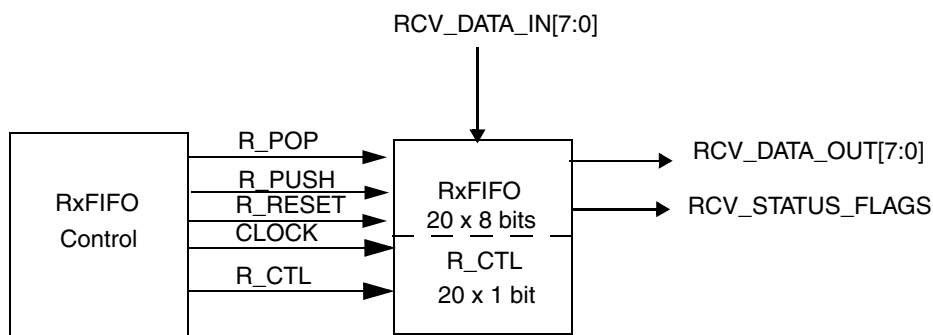 RCV_DATA_IN[7:0]
RxFIFO
Control
R_POP
R_PUSH
R_RESET
CLOCK
R_CTL
RxFIFO
20 x 8 bits
R_CTL
20 x 1 bit
RCV_DATA_OUT[7:0]
RCV_STATUS_FLAGS